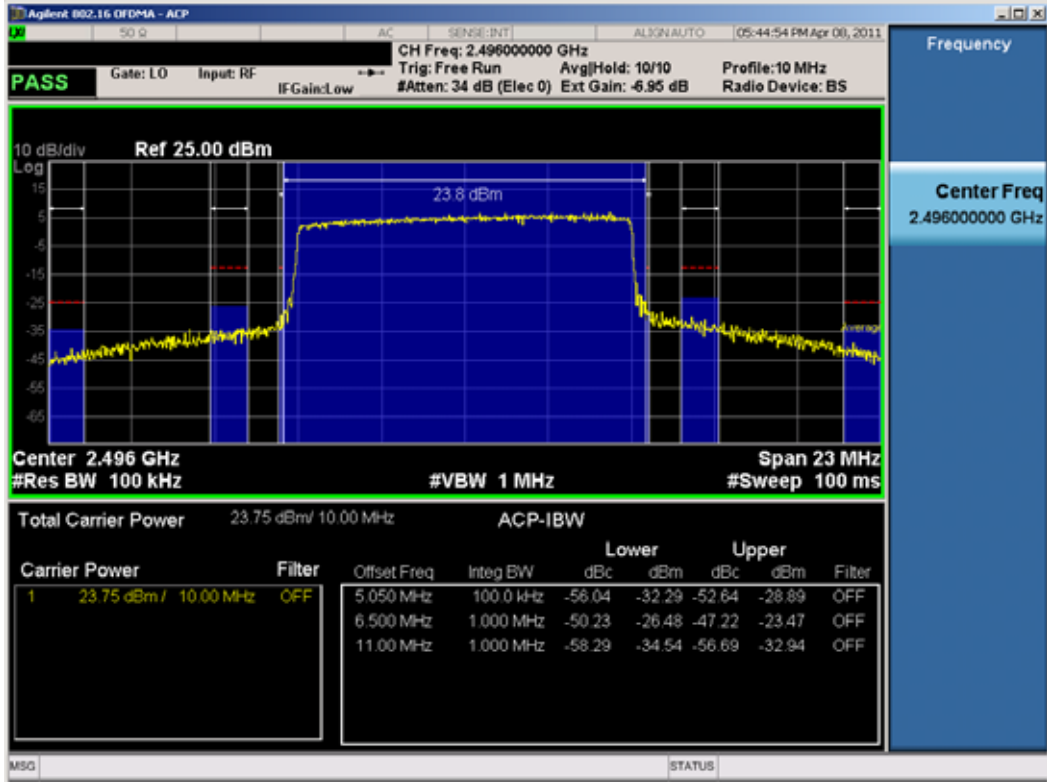 Agilent 802.16 OFDMA - ACP
LXI 50 Ω AC SENSE:INT ALIGN AUTO 05:44:54 PM Apr 08, 2011
CH Freq: 2.496000000 GHz
PASS Gate: LO Input: RF Trig: Free Run Avg|Hold: 10/10 Profile:10 MHz
IFGain:Low #Atten: 34 dB (Elec 0) Ext Gain: -6.95 dB Radio Device: BS
Frequency
Center Freq
2.496000000 GHz
10 dB/div Ref 25.00 dBm
Log
15
5
-5
-15
-25
-35
-45
-55
-65
23.8 dBm
Average
Center 2.496 GHz Span 23 MHz
#Res BW 100 kHz #VBW 1 MHz #Sweep 100 ms
Total Carrier Power 23.75 dBm/ 10.00 MHz ACP-IBW
Lower Upper
Carrier Power Filter Offset Freq Integ BW dBc dBm dBc dBm Filter
1 23.75 dBm / 10.00 MHz OFF 5.050 MHz 100.0 kHz -56.04 -32.29 -52.64 -28.89 OFF
6.500 MHz 1.000 MHz -50.23 -26.48 -47.22 -23.47 OFF
11.00 MHz 1.000 MHz -58.29 -34.54 -56.69 -32.94 OFF
MSG STATUS